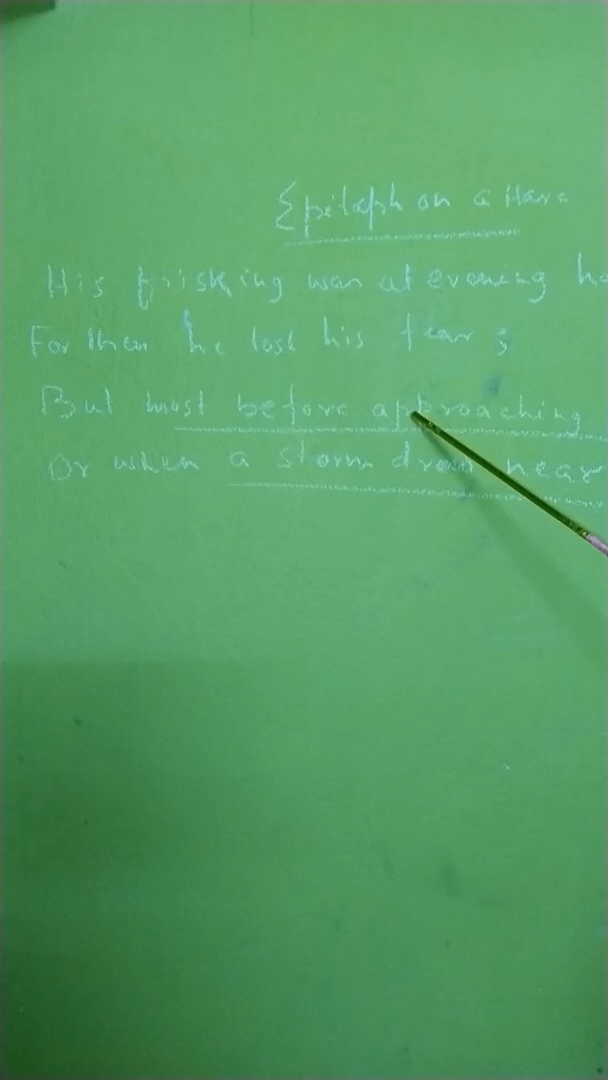 Epitaph on a Hare
His frisking was at evening
For then he lost his fear ;
But most before approaching
Or when a storm drew near